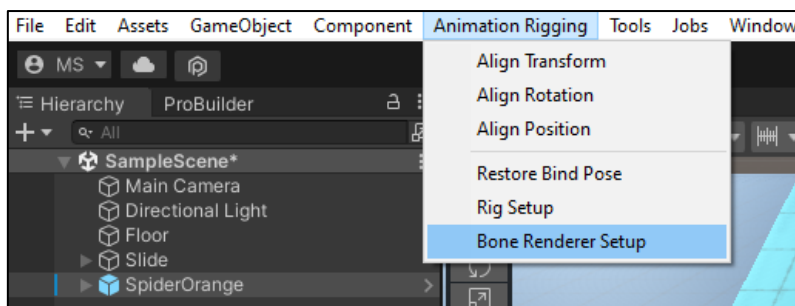 File Edit Assets GameObject Component Animation Rigging Tools Jobs Window
MS
Align Transform
Hierarchy ProBuilder
Align Rotation
All
Align Position
SampleScene*
Restore Bind Pose
Main Camera
Directional Light
Rig Setup
Floor
Bone Renderer Setup
Slide
SpiderOrange